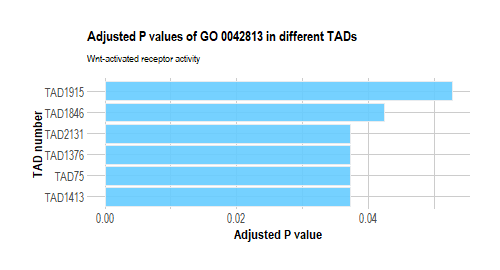 Adjusted P values of GO 0042813 in different TADs
Wnt-activated receptor activity
TAD number
TAD1915
TAD1846
TAD2131
TAD1376
TAD75
TAD1413
0.00 0.02 0.04
Adjusted P value